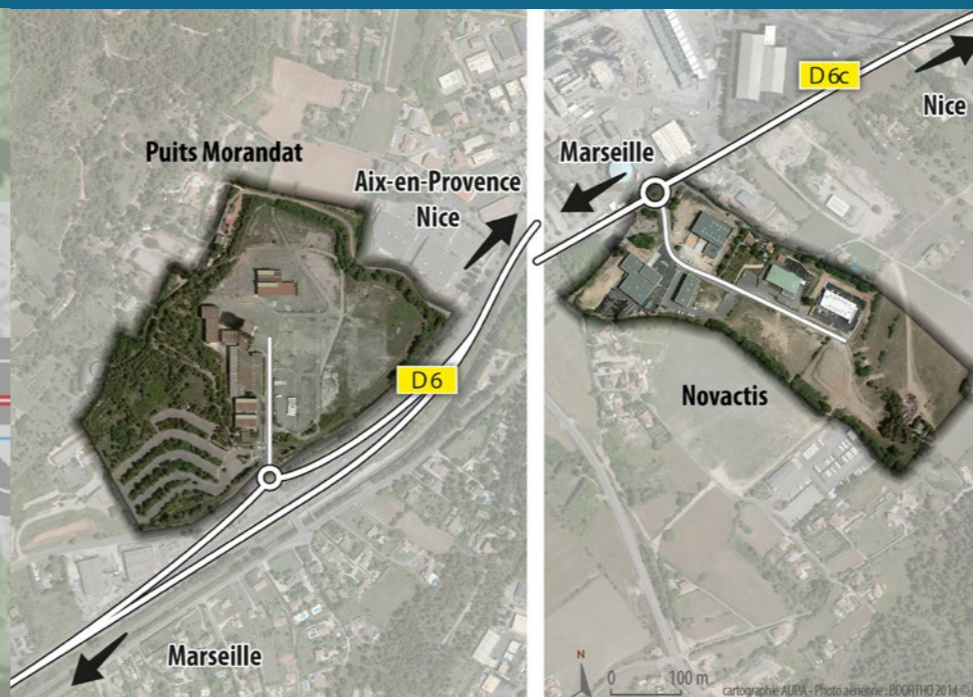 Puits Morandat
Aix-en-Provence
Nice
D6
Marseille
D6c
Nice
Marseille
Novactis
N
0 100 m
cartographie AUPA - Photo aérienne : BDORTHO 2014 ©